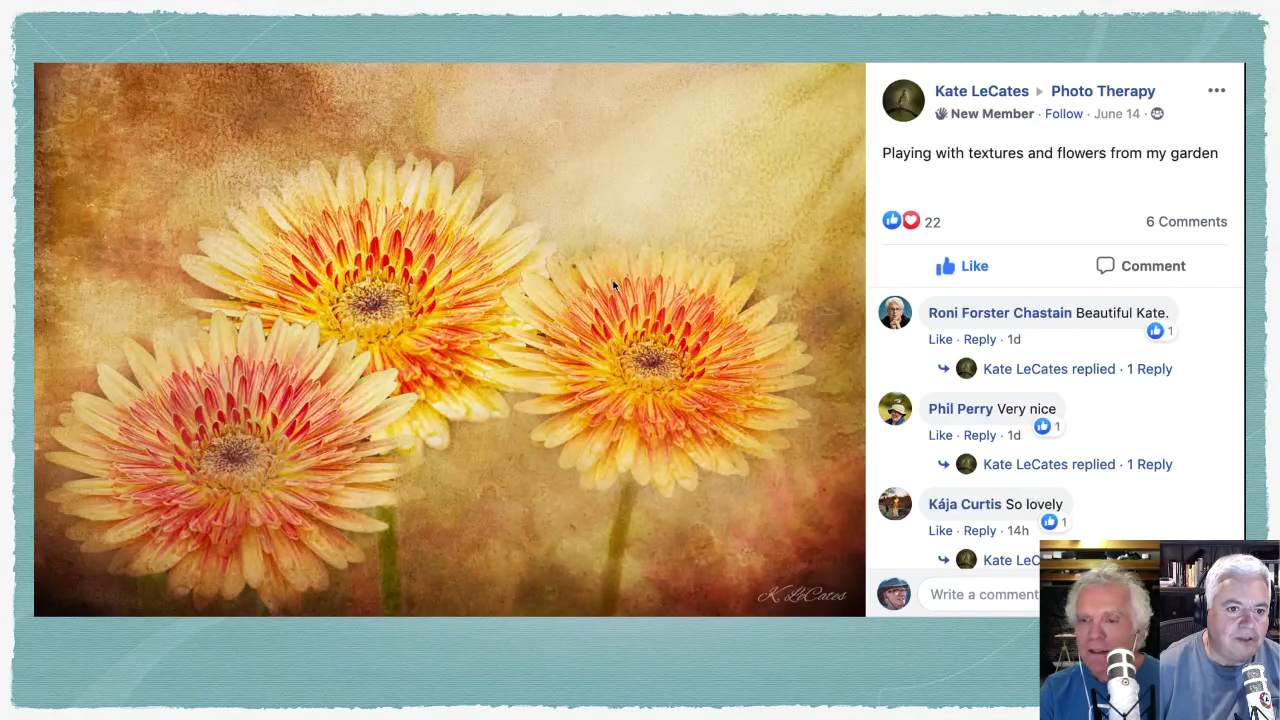 Kate LeCates ▸ Photo Therapy
New Member · Follow · June 14 ·
Playing with textures and flowers from my garden
22
6 Comments
Like
Comment
Roni Forster Chastain Beautiful Kate.
1
Like · Reply · 1d
Kate LeCates replied · 1 Reply
Phil Perry Very nice
1
Like · Reply · 1d
Kate LeCates replied · 1 Reply
Kája Curtis So lovely
1
Like · Reply · 14h
Kate LeC
Write a comment
K LeCates